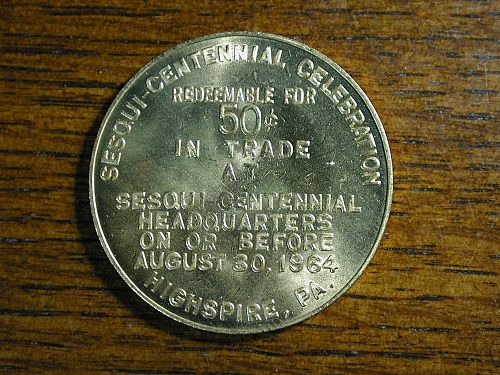 SESQUI-CENTENNIAL CELEBRATION
REDEEMABLE FOR
50¢
IN TRADE
AT
SESQUI CENTENNIAL
HEADQUARTERS
ON OR BEFORE
AUGUST 30, 1964
HIGHSPIRE, PA.